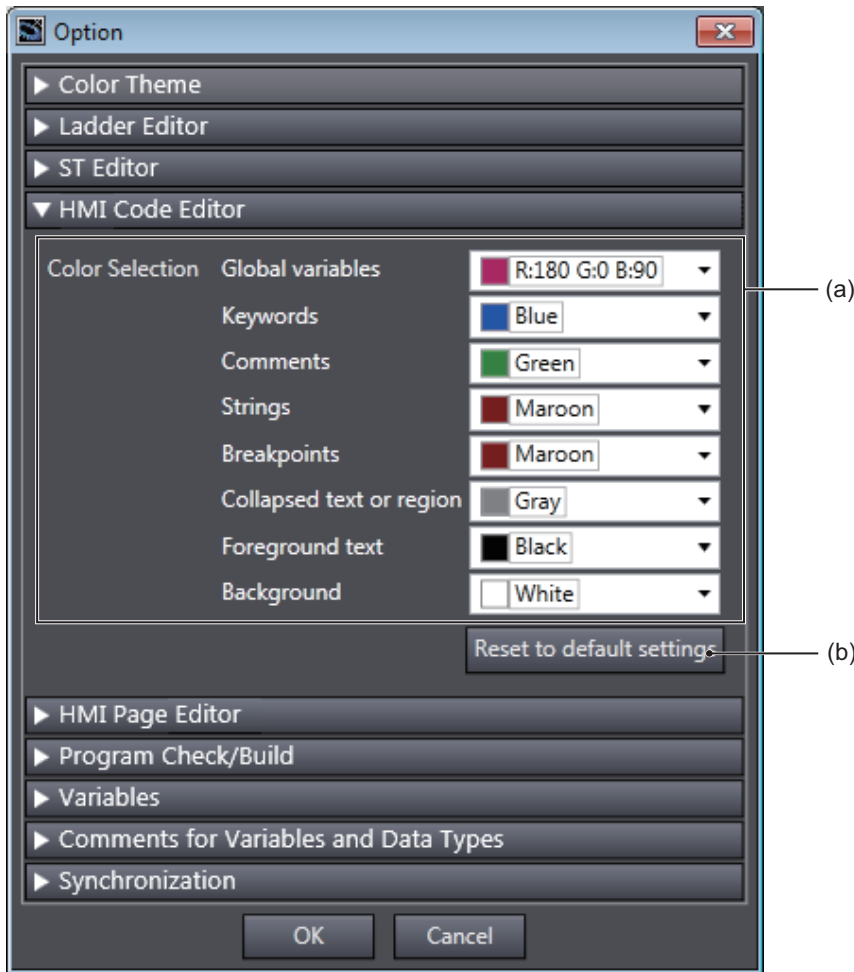 Option
Color Theme
Ladder Editor
ST Editor
HMI Code Editor
Color Selection Global variables R:180 G:0 B:90
(a)
Keywords Blue
Comments Green
Strings Maroon
Breakpoints Maroon
Collapsed text or region Gray
Foreground text Black
Background White
Reset to default settings
(b)
HMI Page Editor
Program Check/Build
Variables
Comments for Variables and Data Types
Synchronization
OK Cancel